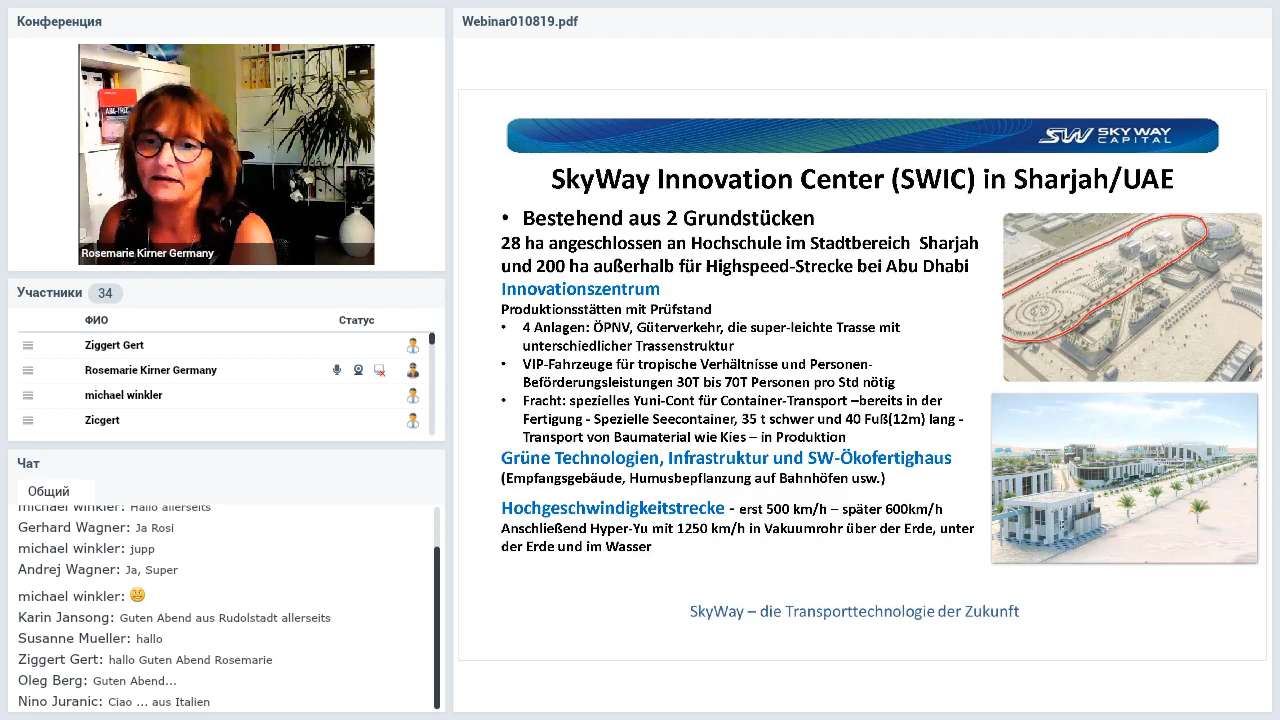 Конференция
Rosemarie Kirner Germany
Участники 34
ФИО Статус
Ziggert Gert
Rosemarie Kirner Germany
michael winkler
Zicgert
Чат
Общий
michael winkler: Hallo allerseits
Gerhard Wagner: Ja Rosi
michael winkler: jupp
Andrej Wagner: Ja, Super
michael winkler:
Karin Jansong: Guten Abend aus Rudolstadt allerseits
Susanne Mueller: hallo
Ziggert Gert: hallo Guten Abend Rosemarie
Oleg Berg: Guten Abend...
Nino Juranic: Ciao ... aus Italien
Webinar010819.pdf
SW SKY WAY
CAPITAL
SkyWay Innovation Center (SWIC) in Sharjah/UAE
• Bestehend aus 2 Grundstücken
28 ha angeschlossen an Hochschule im Stadtbereich Sharjah
und 200 ha außerhalb für Highspeed-Strecke bei Abu Dhabi
Innovationszentrum
Produktionsstätten mit Prüfstand
• 4 Anlagen: ÖPNV, Güterverkehr, die super-leichte Trasse mit
unterschiedlicher Trassenstruktur
• VIP-Fahrzeuge für tropische Verhältnisse und Personen-
Beförderungsleistungen 30T bis 70T Personen pro Std nötig
• Fracht: spezielles Yuni-Cont für Container-Transport –bereits in der
Fertigung - Spezielle Seecontainer, 35 t schwer und 40 Fuß(12m) lang -
Transport von Baumaterial wie Kies – in Produktion
Grüne Technologien, Infrastruktur und SW-Ökofertighaus
(Empfangsgebäude, Humusbepflanzung auf Bahnhöfen usw.)
Hochgeschwindigkeitstrecke - erst 500 km/h – später 600km/h
Anschließend Hyper-Yu mit 1250 km/h in Vakuumrohr über der Erde, unter
der Erde und im Wasser
SkyWay – die Transporttechnologie der Zukunft